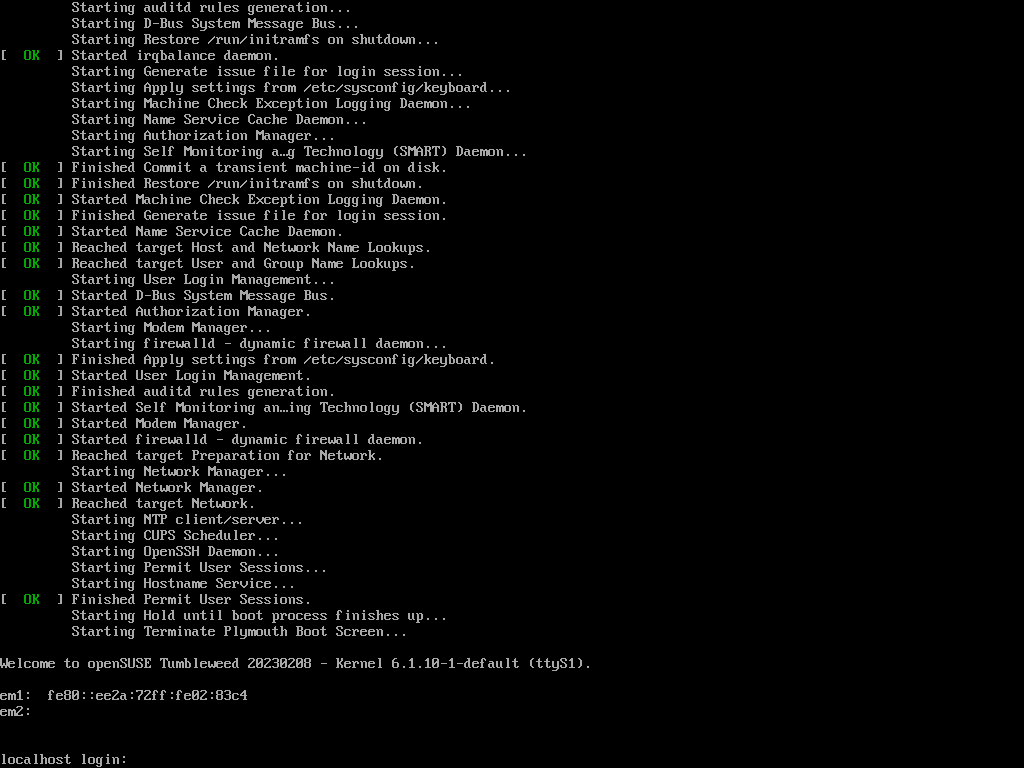 Starting auditd rules generation...
Starting D-Bus System Message Bus...
Starting Restore /run/initramfs on shutdown...
[  OK  ] Started irqbalance daemon.
Starting Generate issue file for login session...
Starting Apply settings from /etc/sysconfig/keyboard...
Starting Machine Check Exception Logging Daemon...
Starting Name Service Cache Daemon...
Starting Authorization Manager...
Starting Self Monitoring a…g Technology (SMART) Daemon...
[  OK  ] Finished Commit a transient machine-id on disk.
[  OK  ] Finished Restore /run/initramfs on shutdown.
[  OK  ] Started Machine Check Exception Logging Daemon.
[  OK  ] Finished Generate issue file for login session.
[  OK  ] Started Name Service Cache Daemon.
[  OK  ] Reached target Host and Network Name Lookups.
[  OK  ] Reached target User and Group Name Lookups.
Starting User Login Management...
[  OK  ] Started D-Bus System Message Bus.
[  OK  ] Started Authorization Manager.
Starting Modem Manager...
Starting firewalld - dynamic firewall daemon...
[  OK  ] Finished Apply settings from /etc/sysconfig/keyboard.
[  OK  ] Started User Login Management.
[  OK  ] Finished auditd rules generation.
[  OK  ] Started Self Monitoring an…ing Technology (SMART) Daemon.
[  OK  ] Started Modem Manager.
[  OK  ] Started firewalld - dynamic firewall daemon.
[  OK  ] Reached target Preparation for Network.
Starting Network Manager...
[  OK  ] Started Network Manager.
[  OK  ] Reached target Network.
Starting NTP client/server...
Starting CUPS Scheduler...
Starting OpenSSH Daemon...
Starting Permit User Sessions...
Starting Hostname Service...
[  OK  ] Finished Permit User Sessions.
Starting Hold until boot process finishes up...
Starting Terminate Plymouth Boot Screen...
Welcome to openSUSE Tumbleweed 20230208 - Kernel 6.1.10-1-default (ttyS1).
em1:  fe80::ee2a:72ff:fe02:83c4
em2:
localhost login: